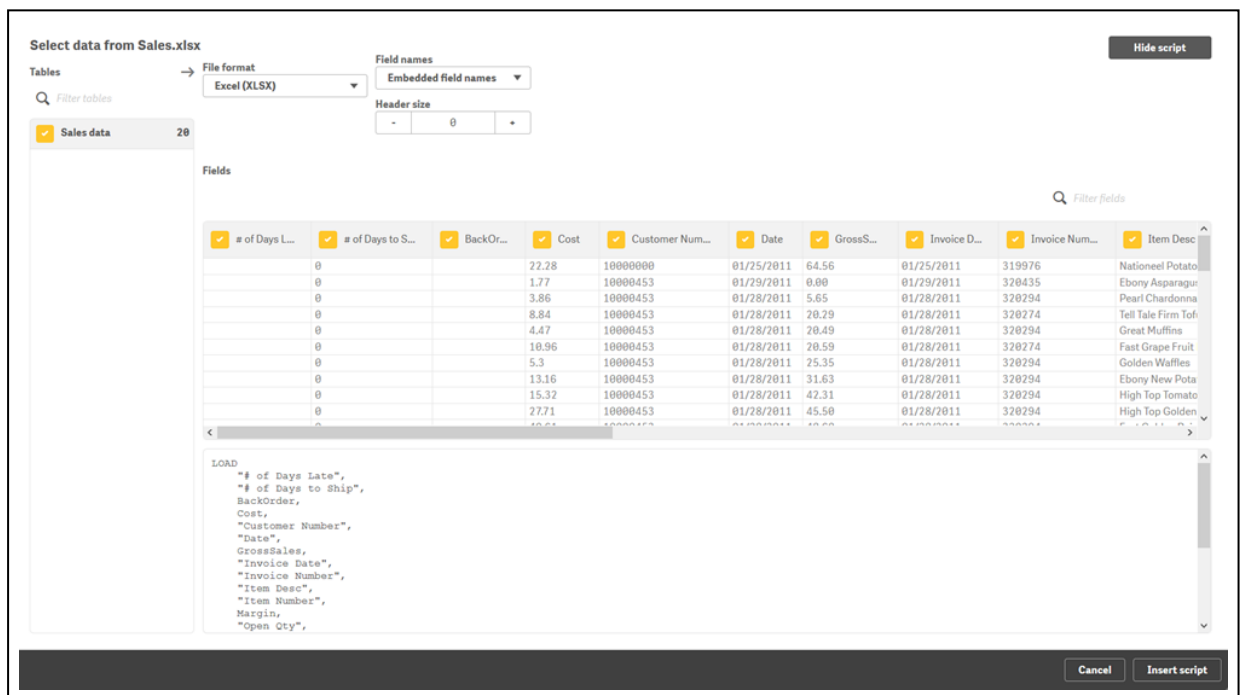 Select data from Sales.xlsx
Hide script
Tables
File format
Field names
Filter tables
Excel (XLSX)
Embedded field names
Header size
- 0 +
Sales data 20
Fields
Filter fields
# of Days L... # of Days to S... BackOr... Cost Customer Num... Date GrossS... Invoice D... Invoice Num... Item Desc
0 22.28 10000000 01/25/2011 64.56 01/25/2011 319976 Nationeel Potato
0 1.77 10000453 01/29/2011 0.00 01/29/2011 320435 Ebony Asparagu
0 3.86 10000453 01/28/2011 5.65 01/28/2011 320294 Pearl Chardonna
0 8.84 10000453 01/28/2011 20.29 01/28/2011 320274 Tell Tale Firm Tof
0 4.47 10000453 01/28/2011 20.49 01/28/2011 320294 Great Muffins
0 10.96 10000453 01/28/2011 20.59 01/28/2011 320274 Fast Grape Fruit
0 5.3 10000453 01/28/2011 25.35 01/28/2011 320294 Golden Waffles
0 13.16 10000453 01/28/2011 31.63 01/28/2011 320294 Ebony New Pota
0 15.32 10000453 01/28/2011 42.31 01/28/2011 320294 High Top Tomato
0 27.71 10000453 01/28/2011 45.50 01/28/2011 320294 High Top Golden
LOAD
"# of Days Late",
"# of Days to Ship",
BackOrder,
Cost,
"Customer Number",
"Date",
GrossSales,
"Invoice Date",
"Invoice Number",
"Item Desc",
"Item Number",
Margin,
"Open Qty",
Cancel
Insert script